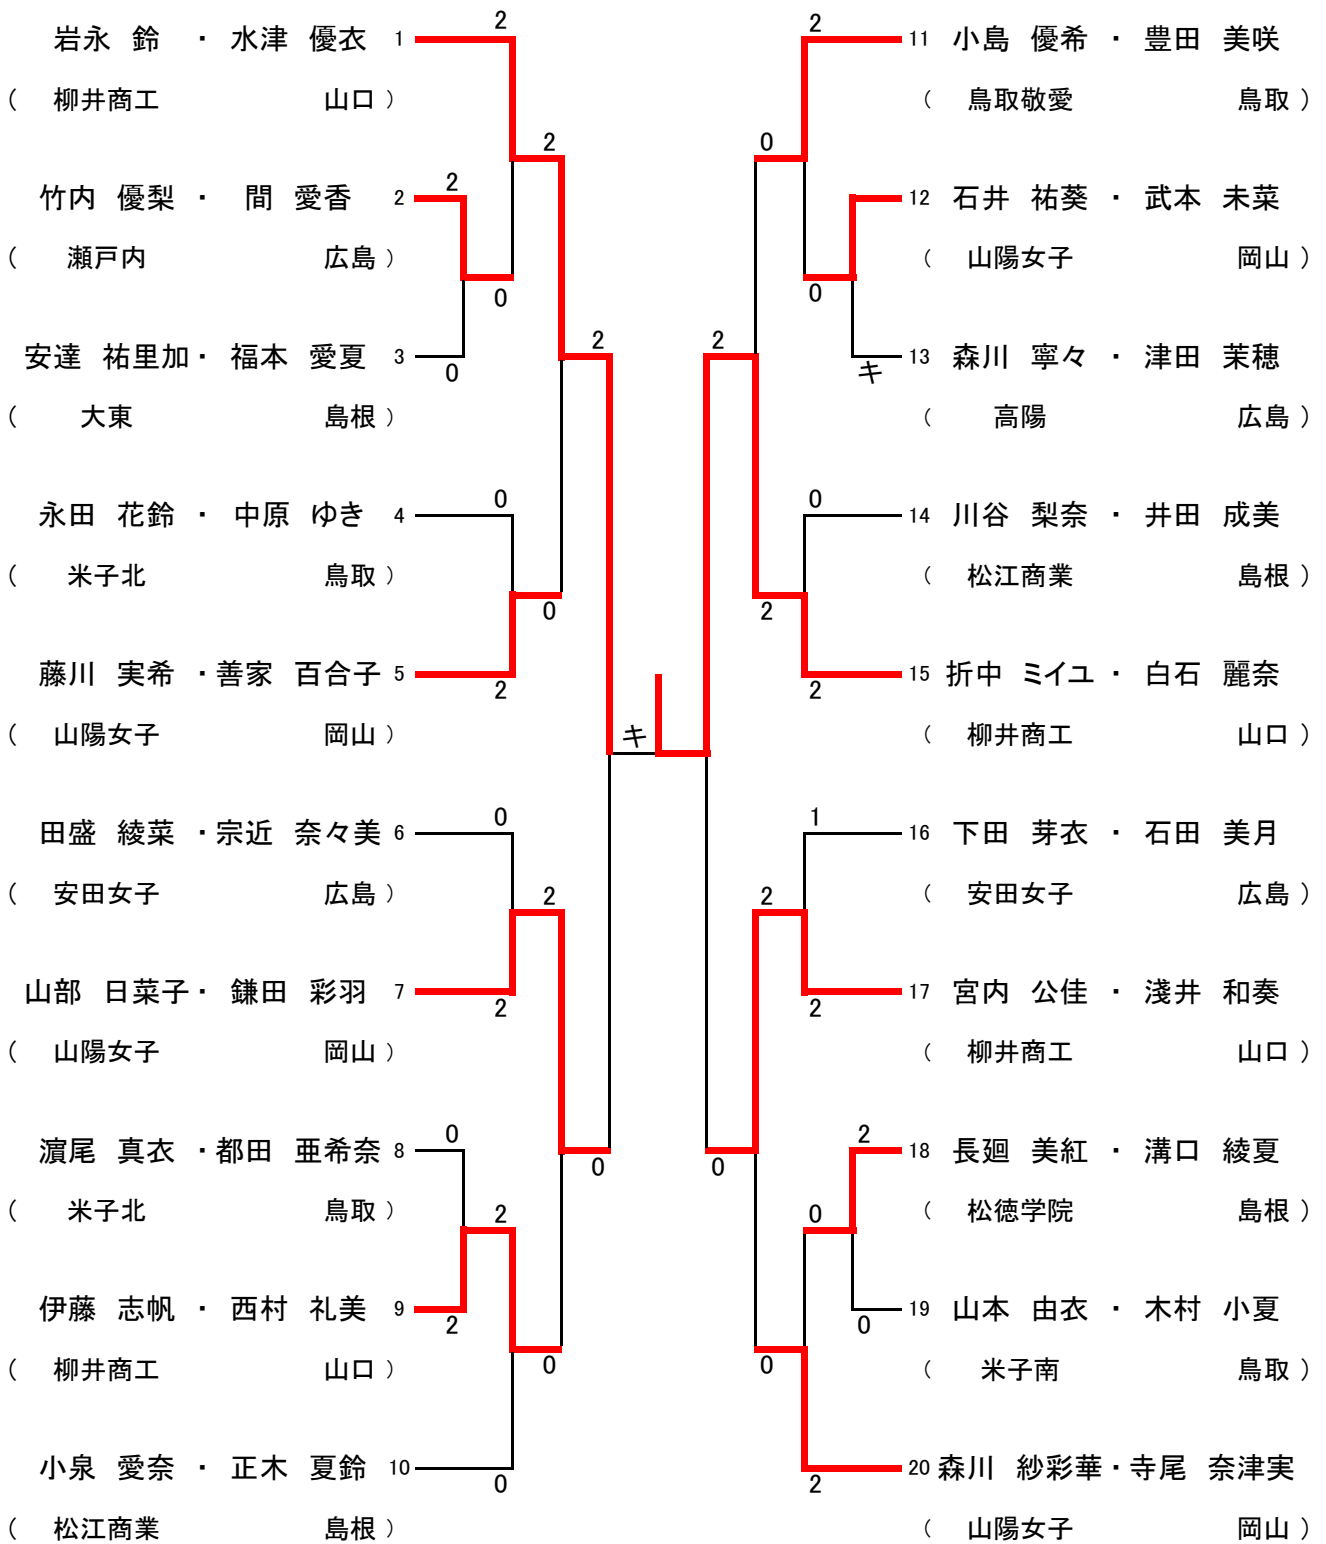 2
2
岩永 鈴 ・ 水津 優衣 1
11 小島 優希 ・ 豊田 美咲
( 柳井商工 山口 )
( 鳥取敬愛 鳥取 )
2
0
2
竹内 優梨 ・ 間 愛香 2
12 石井 祐葵 ・ 武本 未菜
( 瀬戸内 広島 )
( 山陽女子 岡山 )
0
0
2
2
安達 祐里加 ・ 福本 愛夏 3
13 森川 寧々 ・ 津田 茉穂
0
キ
( 大東 島根 )
( 高陽 広島 )
0
0
永田 花鈴 ・ 中原 ゆき 4
14 川谷 梨奈 ・ 井田 成美
( 米子北 鳥取 )
( 松江商業 島根 )
0
2
藤川 実希 ・ 善家 百合子 5
15 折中 ミイユ ・ 白石 麗奈
2
2
( 山陽女子 岡山 )
キ
( 柳井商工 山口 )
0
1
田盛 綾菜 ・ 宗近 奈々美 6
16 下田 芽衣 ・ 石田 美月
( 安田女子 広島 )
2
2
( 安田女子 広島 )
山部 日菜子 ・ 鎌田 彩羽 7
17 宮内 公佳 ・ 淺井 和奏
2
2
( 山陽女子 岡山 )
( 柳井商工 山口 )
0
2
濵尾 真衣 ・ 都田 亜希奈 8
18 長廻 美紅 ・ 溝口 綾夏
0
0
( 米子北 鳥取 )
2
0
( 松徳学院 島根 )
伊藤 志帆 ・ 西村 礼美 9
19 山本 由衣 ・ 木村 小夏
2
0
( 柳井商工 山口 )
0
0
( 米子南 鳥取 )
小泉 愛奈 ・ 正木 夏鈴 10
20 森川 紗彩華 ・ 寺尾 奈津実
0
2
( 松江商業 島根 )
( 山陽女子 岡山 )